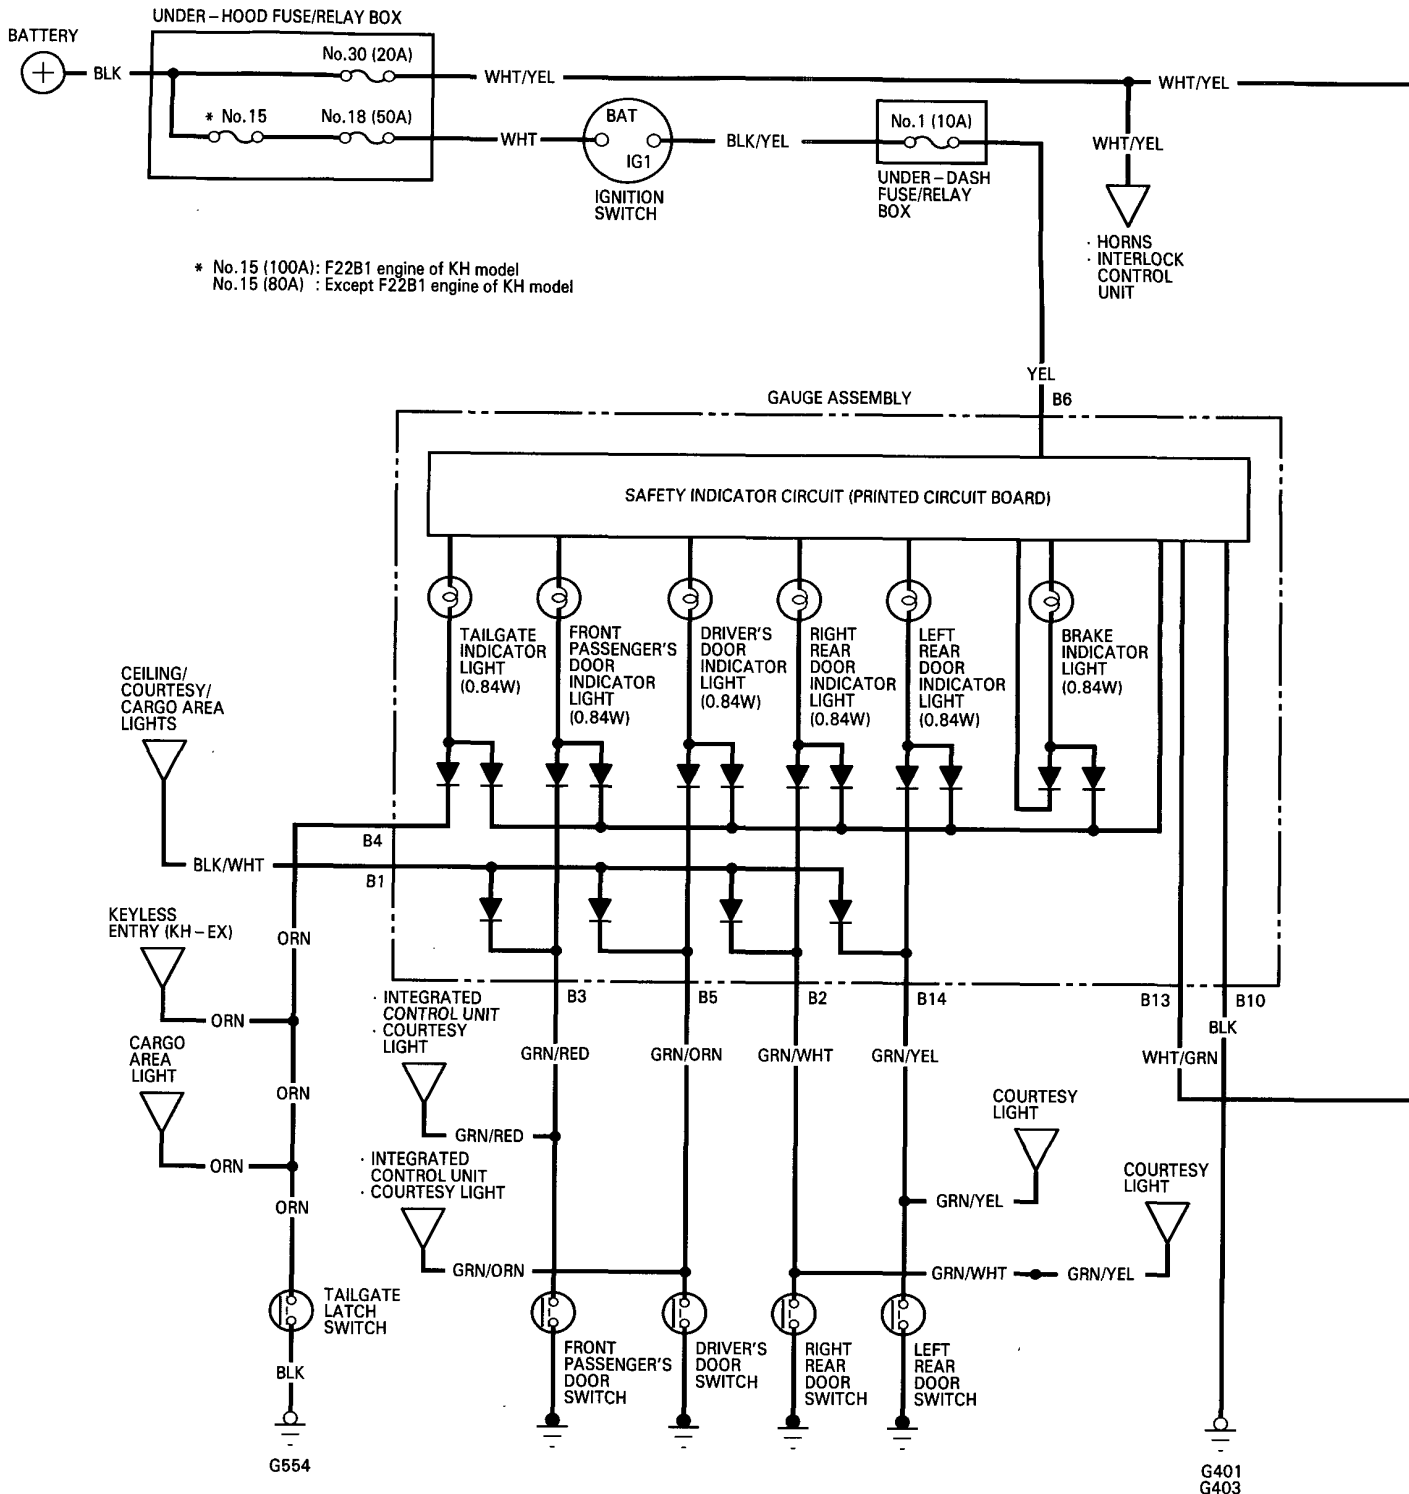 UNDER-HOOD FUSE/RELAY BOX
BATTERY
+
BLK
No.30 (20A)
WHT/YEL
WHT/YEL
* No.15
No.18 (50A)
WHT
BAT
IG1
IGNITION
SWITCH
BLK/YEL
No.1 (10A)
UNDER-DASH
FUSE/RELAY
BOX
WHT/YEL
· HORNS
· INTERLOCK
CONTROL
UNIT
* No.15 (100A): F22B1 engine of KH model
No.15 (80A) : Except F22B1 engine of KH model
YEL
B6
GAUGE ASSEMBLY
SAFETY INDICATOR CIRCUIT (PRINTED CIRCUIT BOARD)
TAILGATE
INDICATOR
LIGHT
(0.84W)
FRONT
PASSENGER'S
DOOR
INDICATOR
LIGHT
(0.84W)
DRIVER'S
DOOR
INDICATOR
LIGHT
(0.84W)
RIGHT
REAR
DOOR
INDICATOR
LIGHT
(0.84W)
LEFT
REAR
DOOR
INDICATOR
LIGHT
(0.84W)
BRAKE
INDICATOR
LIGHT
(0.84W)
CEILING/
COURTESY/
CARGO AREA
LIGHTS
B4
BLK/WHT
B1
KEYLESS
ENTRY (KH-EX)
ORN
B3
B5
B2
B14
B13
B10
· INTEGRATED
CONTROL UNIT
· COURTESY
LIGHT
ORN
BLK
CARGO
AREA
LIGHT
GRN/RED
GRN/ORN
GRN/WHT
GRN/YEL
WHT/GRN
ORN
COURTESY
LIGHT
GRN/RED
· INTEGRATED
CONTROL UNIT
· COURTESY LIGHT
ORN
COURTESY
LIGHT
ORN
GRN/YEL
GRN/ORN
GRN/WHT
GRN/YEL
TAILGATE
LATCH
SWITCH
FRONT
PASSENGER'S
DOOR
SWITCH
DRIVER'S
DOOR
SWITCH
RIGHT
REAR
DOOR
SWITCH
LEFT
REAR
DOOR
SWITCH
BLK
G554
G401
G403